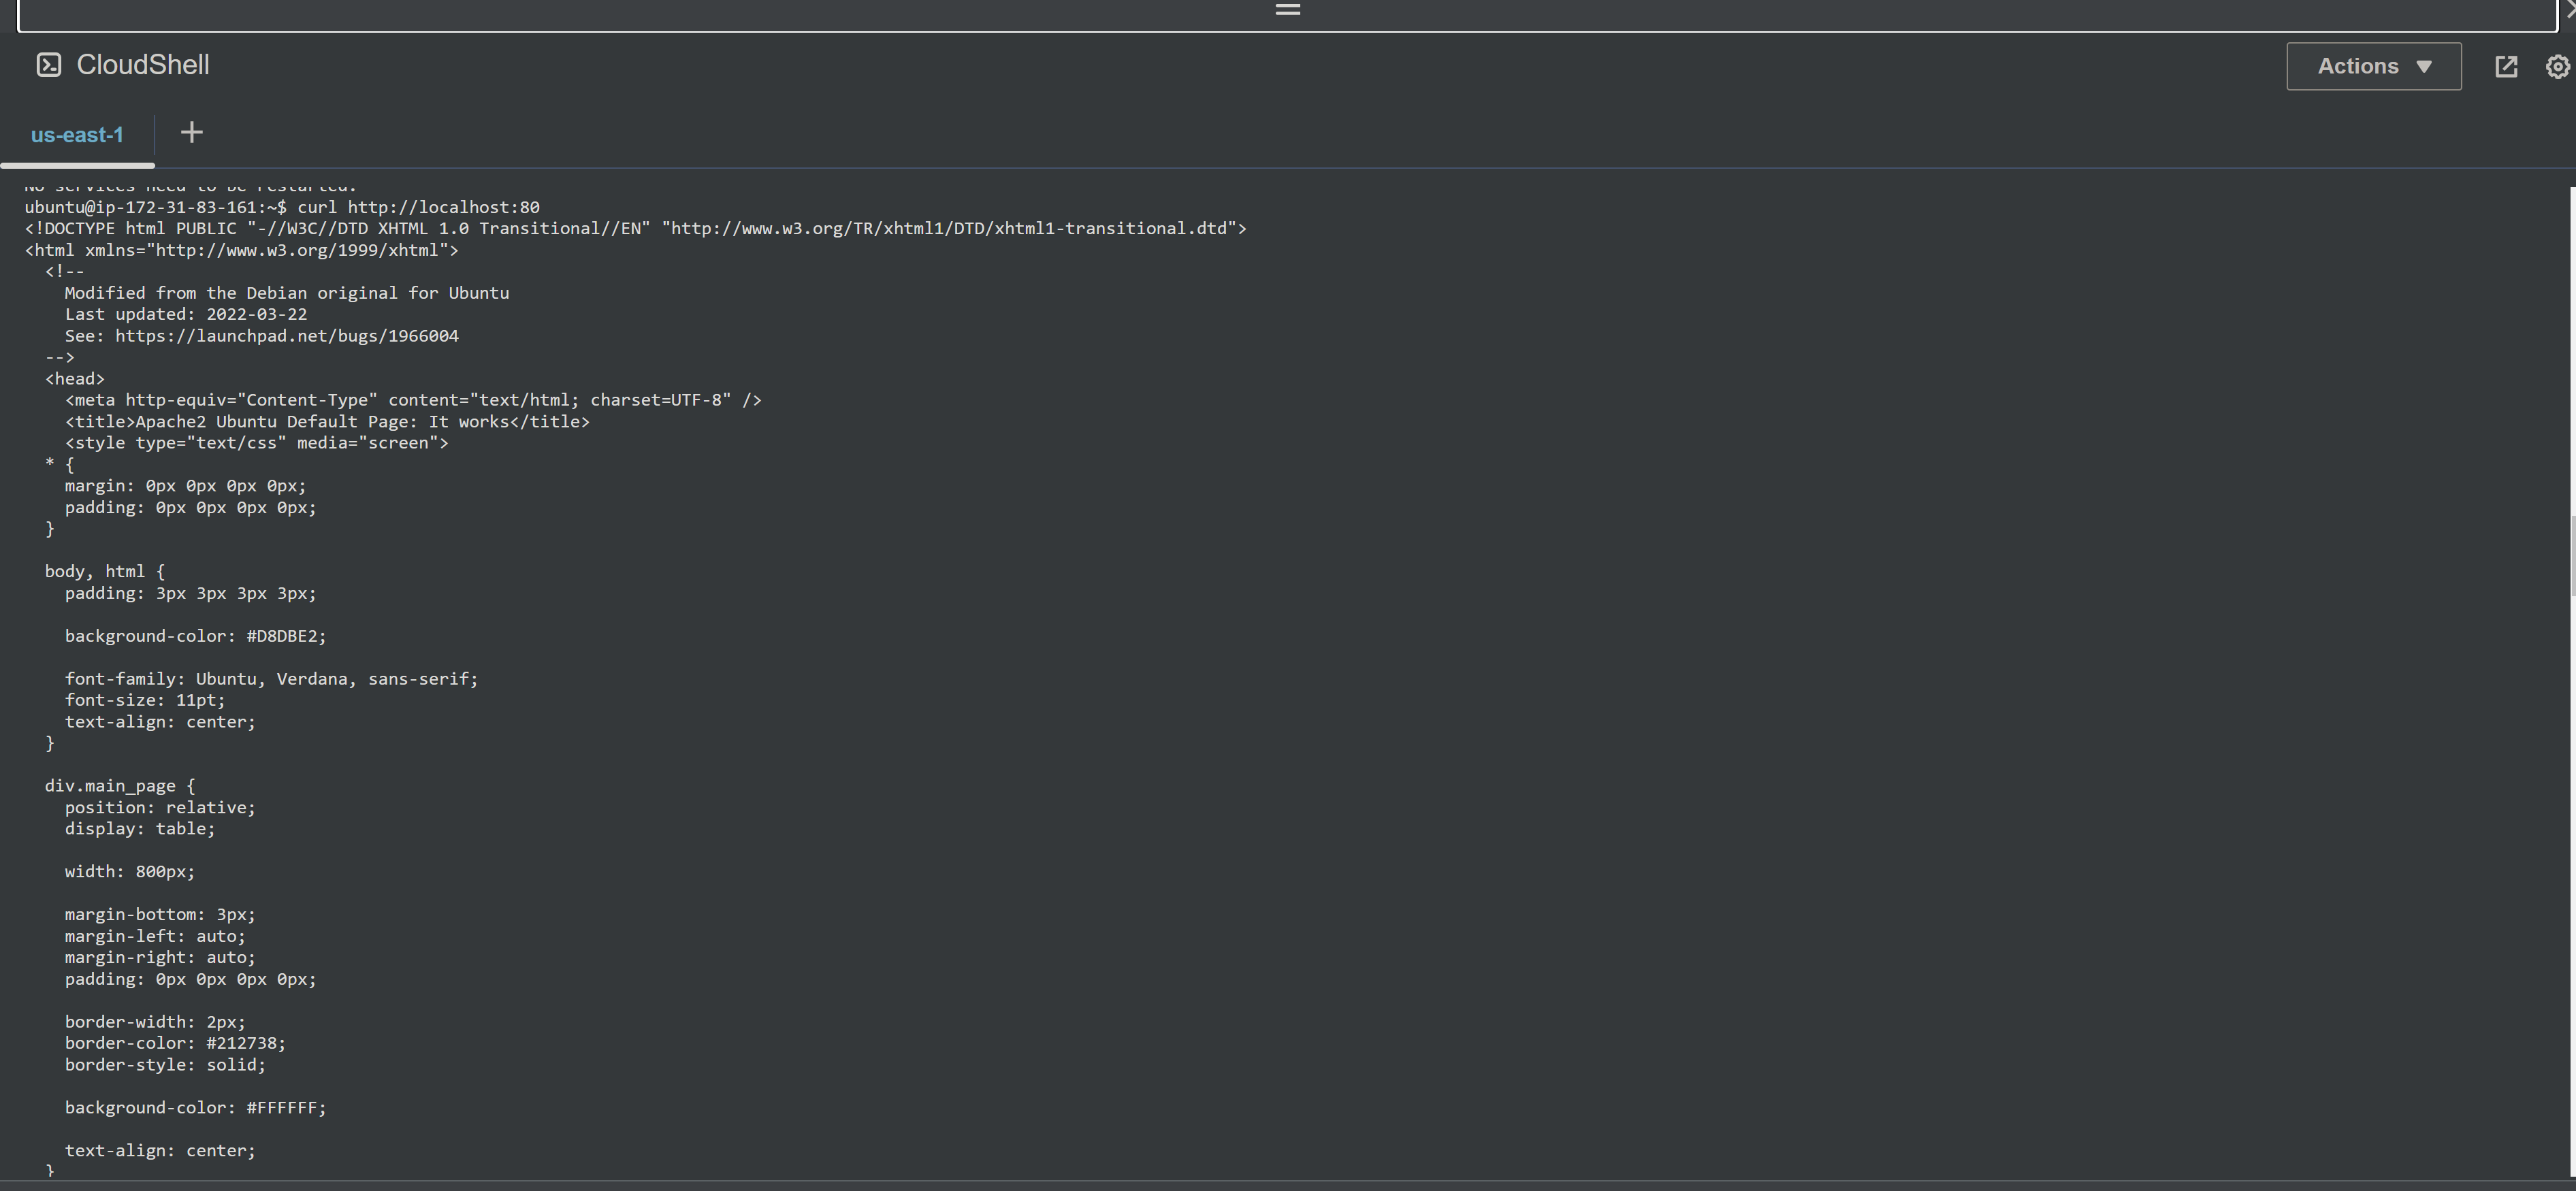 CloudShell
Actions
us-east-1
No services need to be restarted.
ubuntu@ip-172-31-83-161:~$ curl http://localhost:80
<!DOCTYPE html PUBLIC "-//W3C//DTD XHTML 1.0 Transitional//EN" "http://www.w3.org/TR/xhtml1/DTD/xhtml1-transitional.dtd">
<html xmlns="http://www.w3.org/1999/xhtml">
  <!--
    Modified from the Debian original for Ubuntu
    Last updated: 2022-03-22
    See: https://launchpad.net/bugs/1966004
  -->
  <head>
    <meta http-equiv="Content-Type" content="text/html; charset=UTF-8" />
    <title>Apache2 Ubuntu Default Page: It works</title>
    <style type="text/css" media="screen">
  * {
    margin: 0px 0px 0px 0px;
    padding: 0px 0px 0px 0px;
  }
  body, html {
    padding: 3px 3px 3px 3px;
    background-color: #D8DBE2;
    font-family: Ubuntu, Verdana, sans-serif;
    font-size: 11pt;
    text-align: center;
  }
  div.main_page {
    position: relative;
    display: table;
    width: 800px;
    margin-bottom: 3px;
    margin-left: auto;
    margin-right: auto;
    padding: 0px 0px 0px 0px;
    border-width: 2px;
    border-color: #212738;
    border-style: solid;
    background-color: #FFFFFF;
    text-align: center;
  }